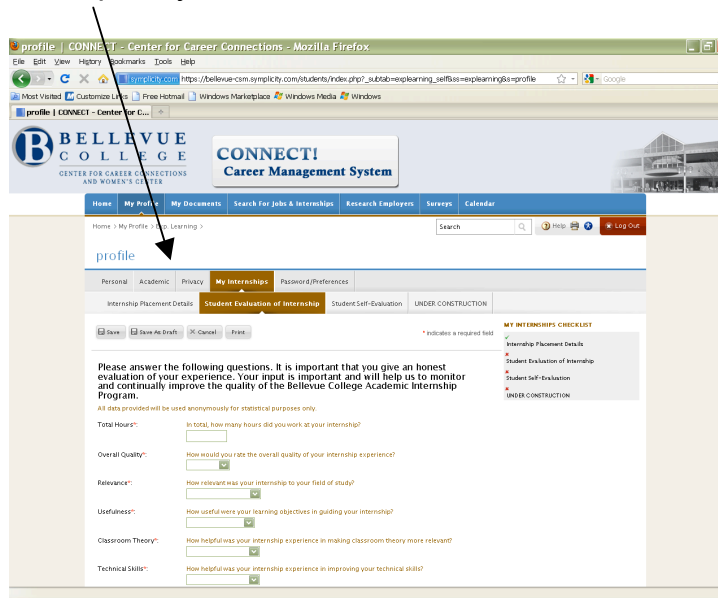 profile | CONNECT - Center for Career Connections - Mozilla Firefox
File Edit View History Bookmarks Tools Help
symplicity.com https://bellevue-csm.symplicity.com/students/index.php?_subtab=explearning_self&ss=explearning&s=profile Google
Most Visited Customize Links Free Hotmail Windows Marketplace Windows Media Windows
profile | CONNECT - Center for C...
BELLEVUE
COLLEGE
CENTER FOR CAREER CONNECTIONS
AND WOMEN'S CENTER
CONNECT!
Career Management System
Home My Profile My Documents Search For Jobs & Internships Research Employers Surveys Calendar
Home > My Profile > Exp. Learning >
Search Help Log Out
profile
Personal Academic Privacy My Internships Password/Preferences
Internship Placement Details Student Evaluation of Internship Student Self-Evaluation UNDER CONSTRUCTION
Save Save As Draft Cancel Print * indicates a required field
MY INTERNSHIPS CHECKLIST
Internship Placement Details
Student Evaluation of Internship
Student Self-Evaluation
UNDER CONSTRUCTION
Please answer the following questions. It is important that you give an honest
evaluation of your experience. Your input is important and will help us to monitor
and continually improve the quality of the Bellevue College Academic Internship
Program.
All data provided will be used anonymously for statistical purposes only.
Total Hours*: In total, how many hours did you work at your internship?
Overall Quality*: How would you rate the overall quality of your internship experience?
Relevance*: How relevant was your internship to your field of study?
Usefulness*: How useful were your learning objectives in guiding your internship?
Classroom Theory*: How helpful was your internship experience in making classroom theory more relevant?
Technical Skills*: How helpful was your internship experience in improving your technical skills?